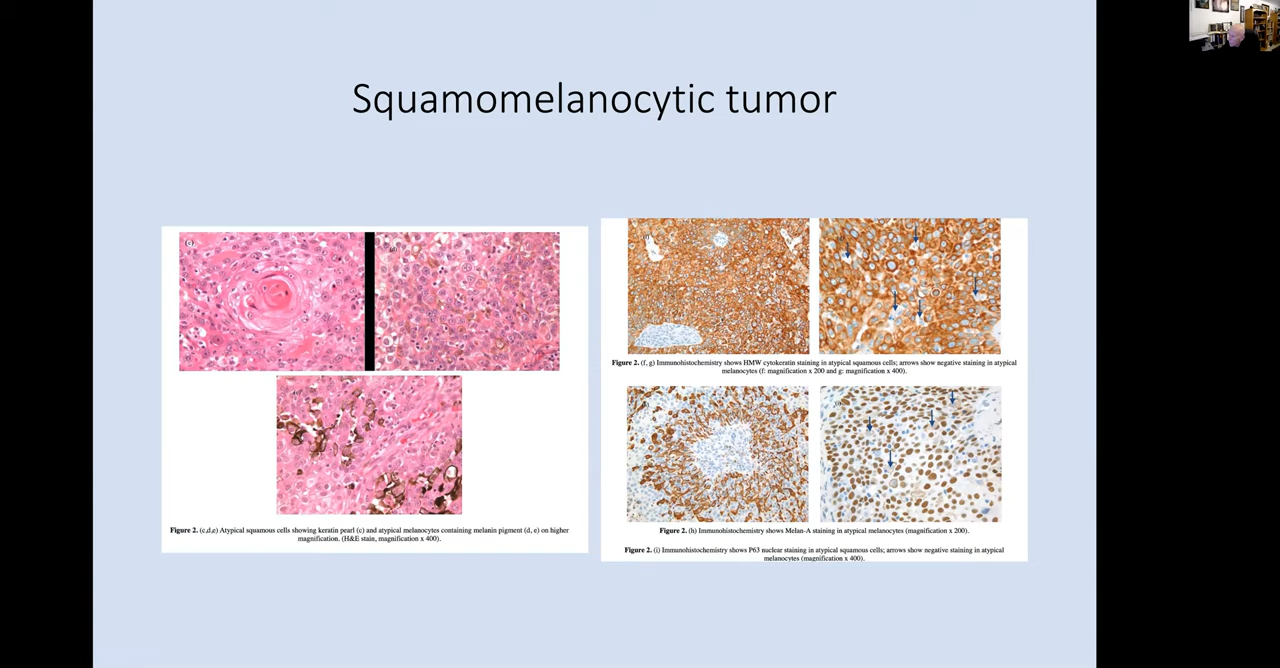 Squamomelanocytic tumor
Figure 2. (c,d,e) Atypical squamous cells showing keratin pearl (c) and atypical melanocytes containing melanin pigment (d, e) on higher
magnification. (H&E stain, magnification x 400).
Figure 2. (f, g) Immunohistochemistry shows HMW cytokeratin staining in atypical squamous cells; arrows show negative staining in atypical
melanocytes (f: magnification x 200 and g: magnification x 400).
Figure 2. (h) Immunohistochemistry shows Melan-A staining in atypical melanocytes (magnification x 200).
Figure 2. (i) Immunohistochemistry shows P63 nuclear staining in atypical squamous cells; arrows show negative staining in atypical
melanocytes (magnification x 400).